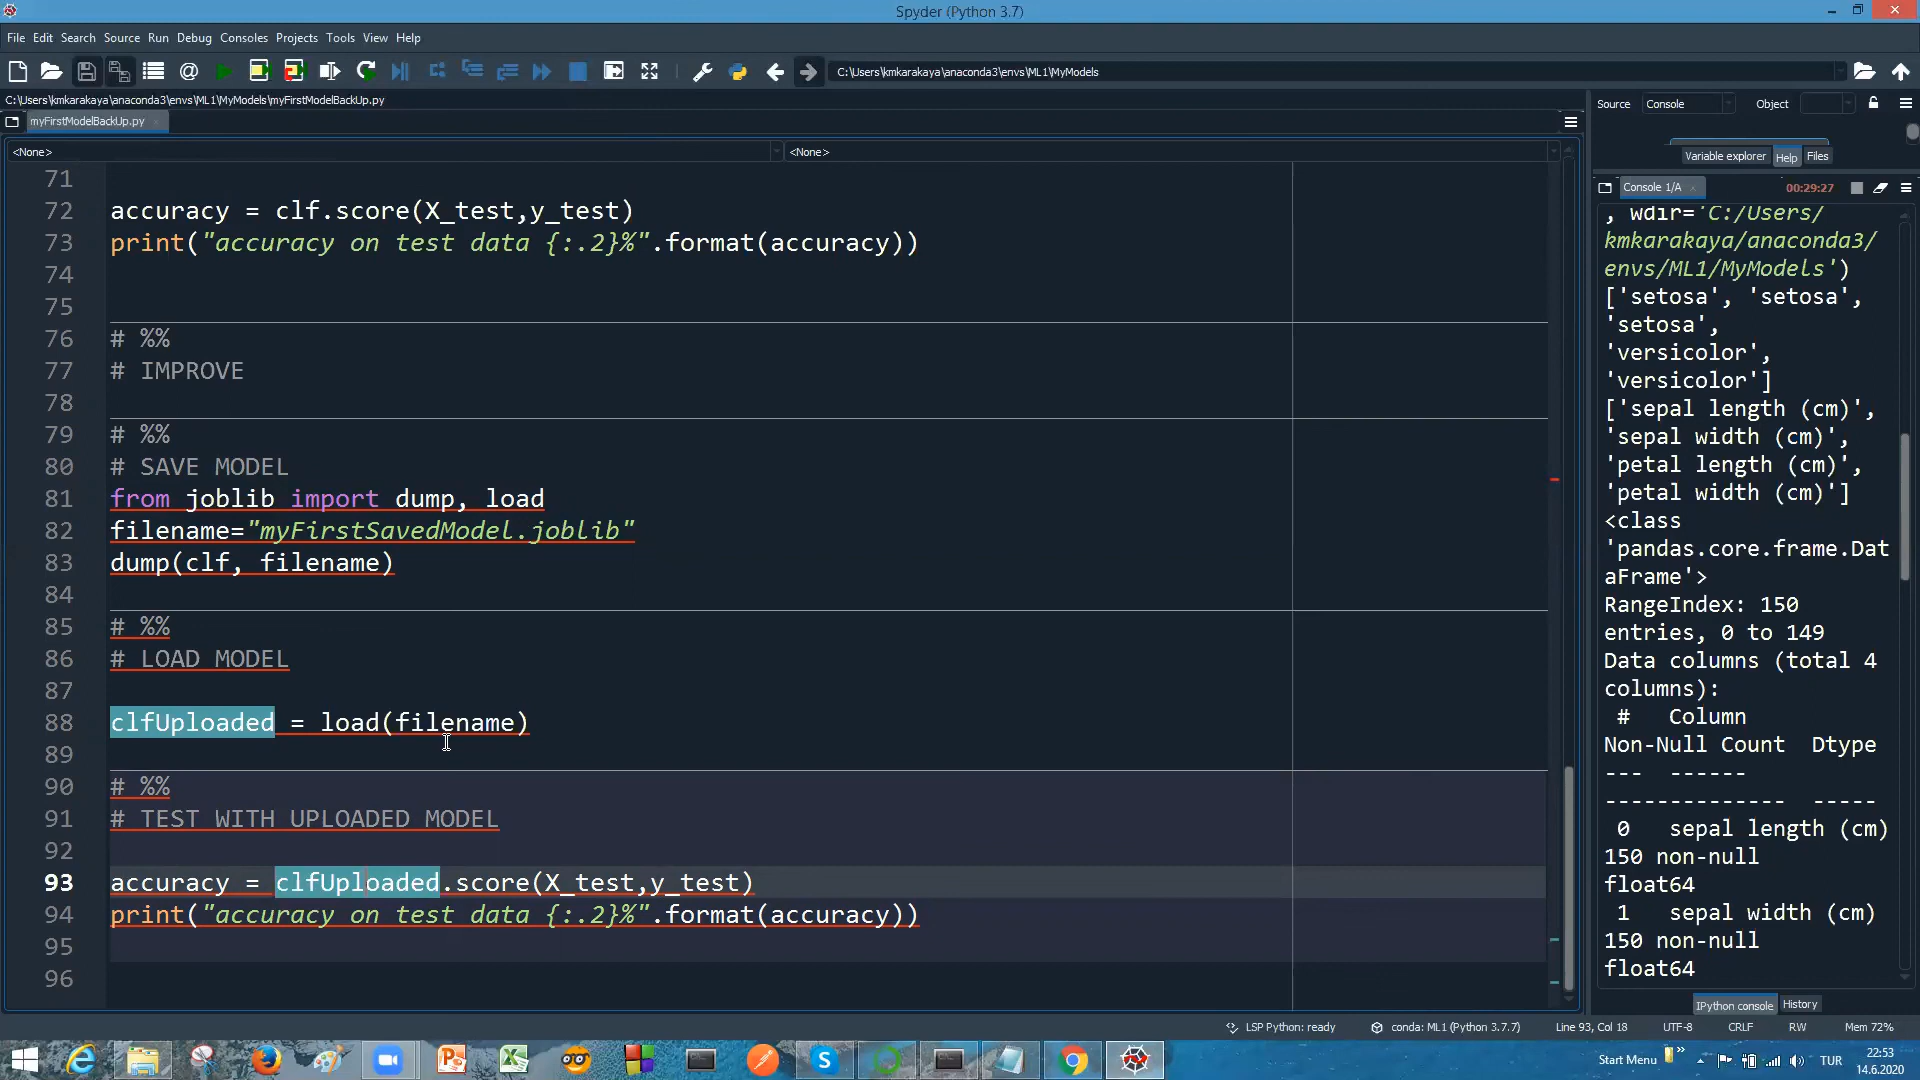 Spyder (Python 3.7)
File Edit Search Source Run Debug Consoles Projects Tools View Help
C:\Users\kmkarakaya\anaconda3\envs\ML1\MyModels
C:\Users\kmkarakaya\anaconda3\envs\ML1\MyModels\myFirstModelBackUp.py
myFirstModelBackUp.py
<None> <None>
71
72 accuracy = clf.score(X_test,y_test)
73 print("accuracy on test data {:.2}%".format(accuracy))
74
75
76 # %%
77 # IMPROVE
78
79 # %%
80 # SAVE MODEL
81 from joblib import dump, load
82 filename="myFirstSavedModel.joblib"
83 dump(clf, filename)
84
85 # %%
86 # LOAD MODEL
87
88 clfUploaded = load(filename)
89
90 # %%
91 # TEST WITH UPLOADED MODEL
92
93 accuracy = clfUploaded.score(X_test,y_test)
94 print("accuracy on test data {:.2}%".format(accuracy))
95
96
Source Console Object
Variable explorer Help Files
Console 1/A 00:29:27
, wdir='C:/Users/
kmkarakaya/anaconda3/
envs/ML1/MyModels')
['setosa', 'setosa',
'setosa',
'versicolor',
'versicolor']
['sepal length (cm)',
'sepal width (cm)',
'petal length (cm)',
'petal width (cm)']
<class
'pandas.core.frame.Dat
aFrame'>
RangeIndex: 150
entries, 0 to 149
Data columns (total 4
columns):
# Column
Non-Null Count Dtype
--- ------
-------------- -----
0 sepal length (cm)
150 non-null
float64
1 sepal width (cm)
150 non-null
float64
IPython console History
LSP Python: ready conda: ML1 (Python 3.7.7) Line 93, Col 18 UTF-8 CRLF RW Mem 72%
Start Menu » TUR 22:53
14.6.2020